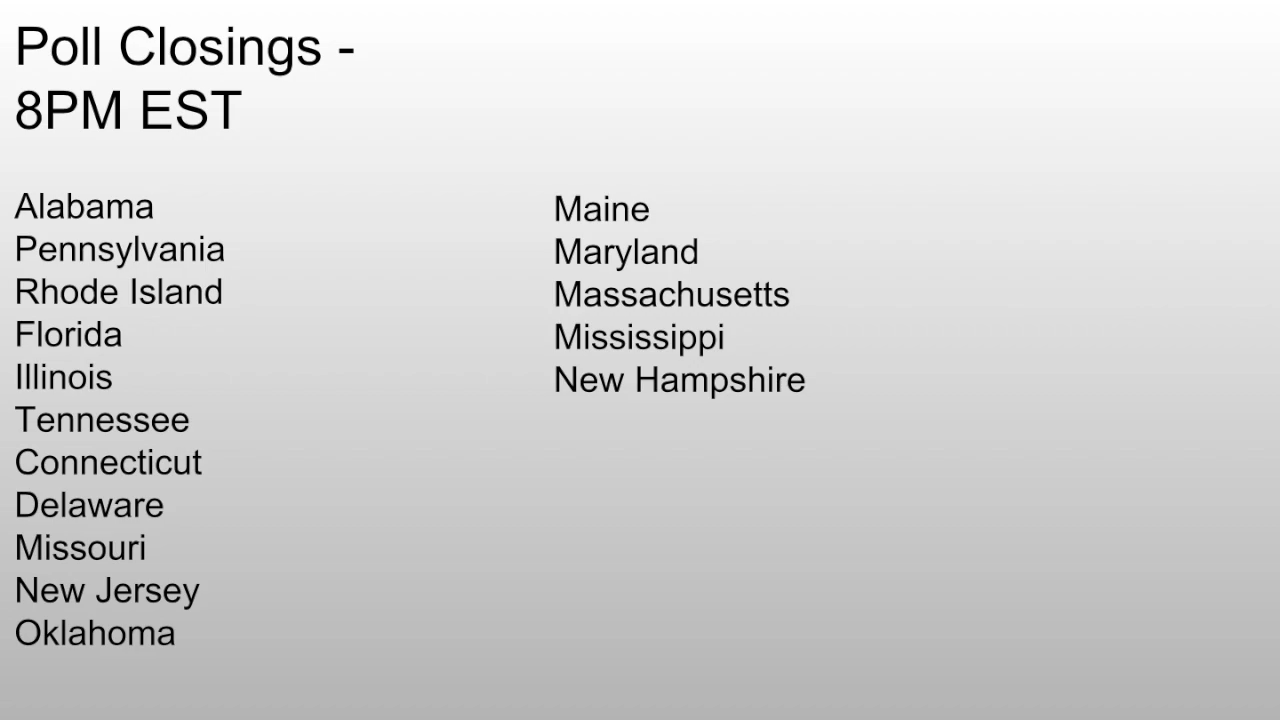 Poll Closings -
8PM EST
Alabama
Pennsylvania
Rhode Island
Florida
Illinois
Tennessee
Connecticut
Delaware
Missouri
New Jersey
Oklahoma
Maine
Maryland
Massachusetts
Mississippi
New Hampshire